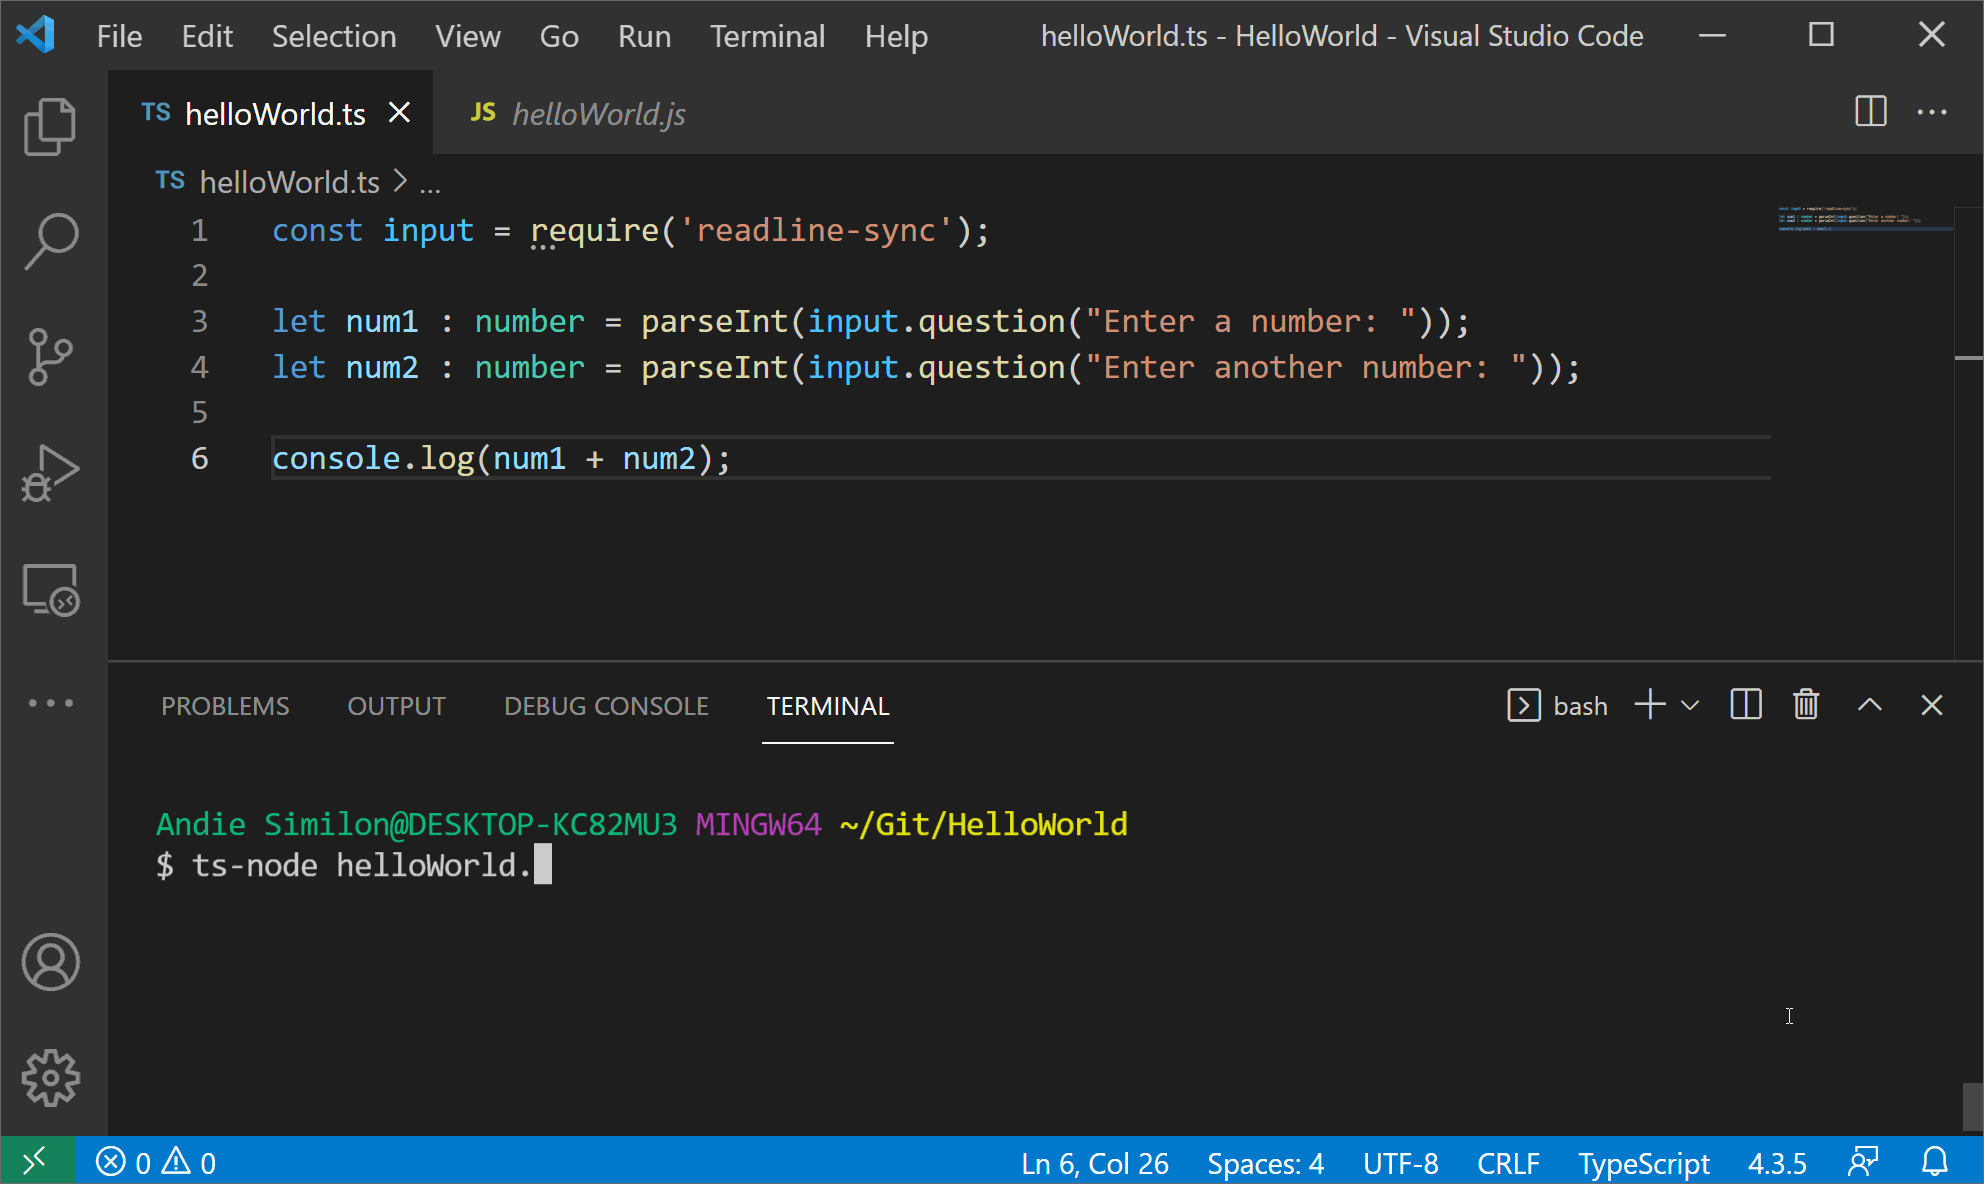 File Edit Selection View Go Run Terminal Help helloWorld.ts - HelloWorld - Visual Studio Code
TS helloWorld.ts JS helloWorld.js
TS helloWorld.ts > ...
1 const input = require('readline-sync');
2
3 let num1 : number = parseInt(input.question("Enter a number: "));
4 let num2 : number = parseInt(input.question("Enter another number: "));
5
6 console.log(num1 + num2);
PROBLEMS OUTPUT DEBUG CONSOLE TERMINAL bash
Andie Similon@DESKTOP-KC82MU3 MINGW64 ~/Git/HelloWorld
$ ts-node helloWorld.
0 0 Ln 6, Col 26 Spaces: 4 UTF-8 CRLF TypeScript 4.3.5